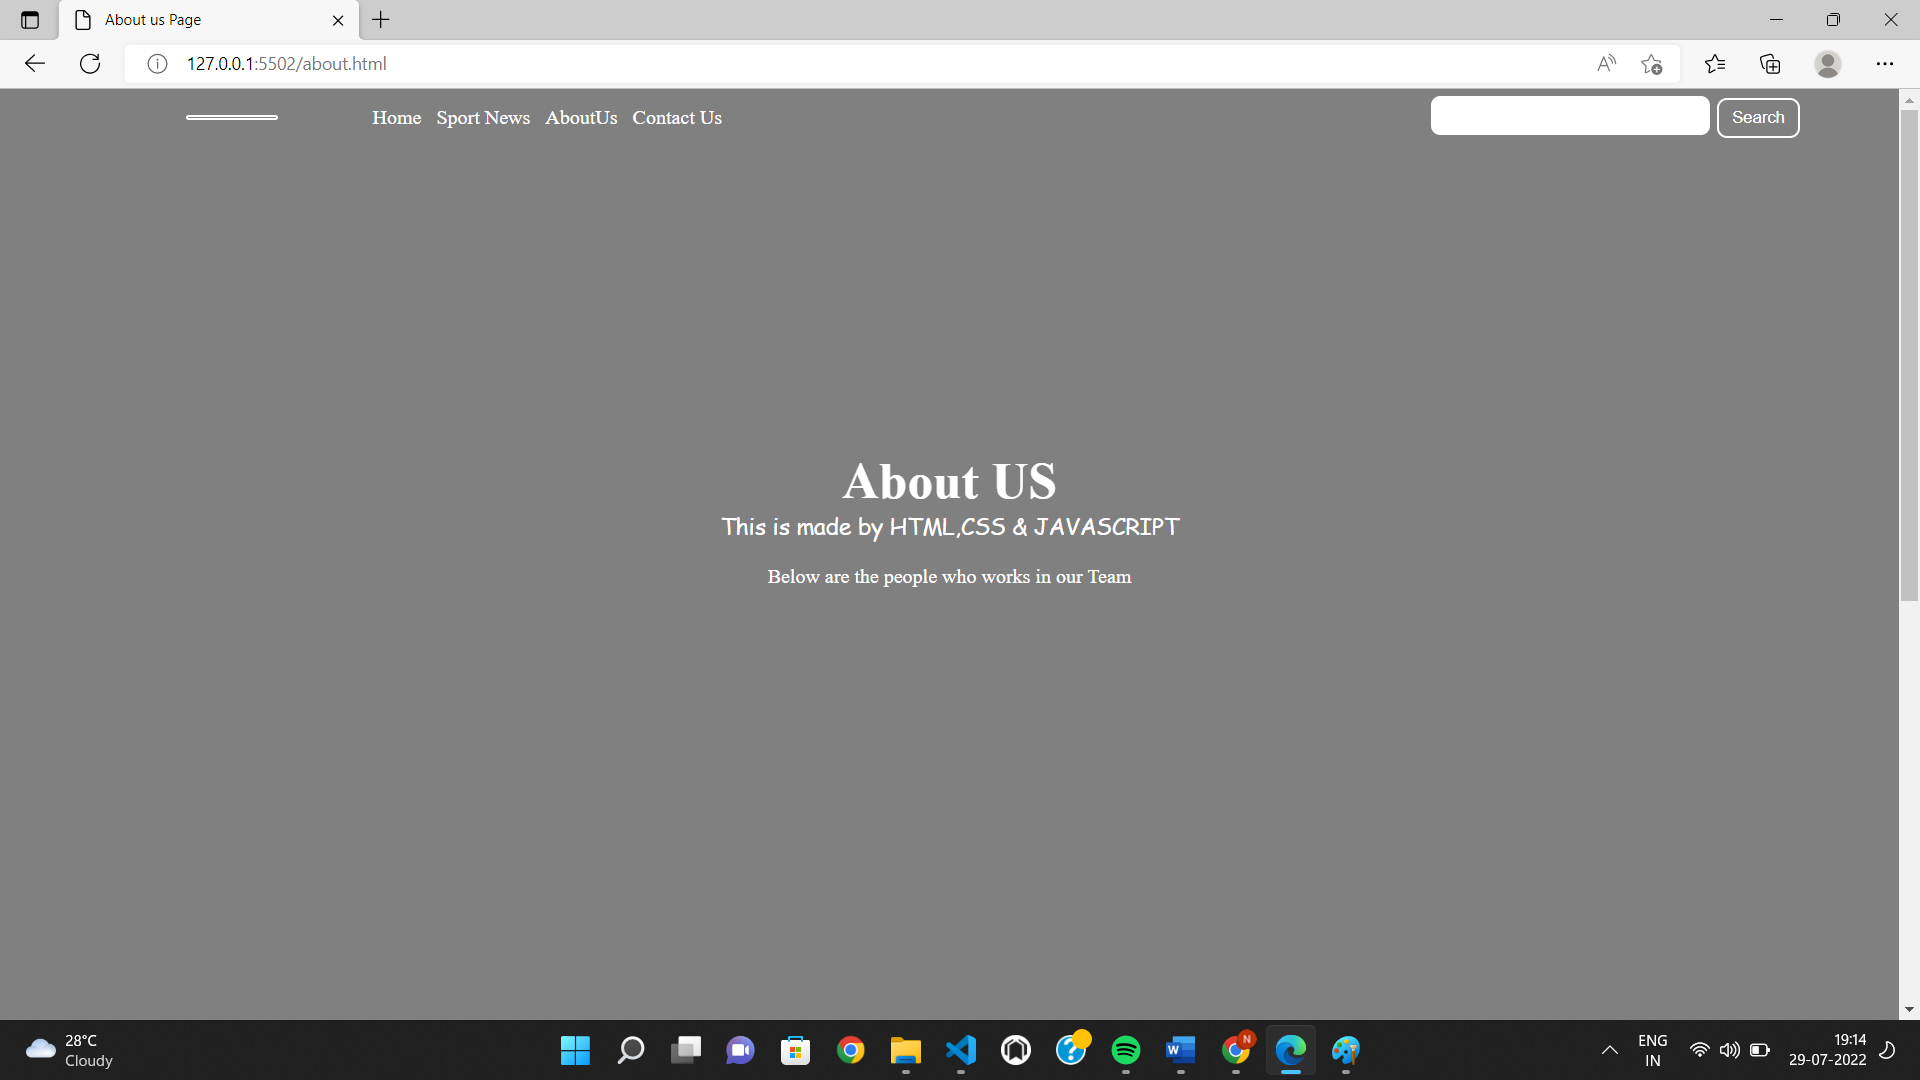 About us Page
127.0.0.1:5502/about.html
Home Sport News AboutUs Contact Us
Search
About US
This is made by HTML,CSS & JAVASCRIPT
Below are the people who works in our Team
28°C
Cloudy
N
ENG
IN
19:14
29-07-2022